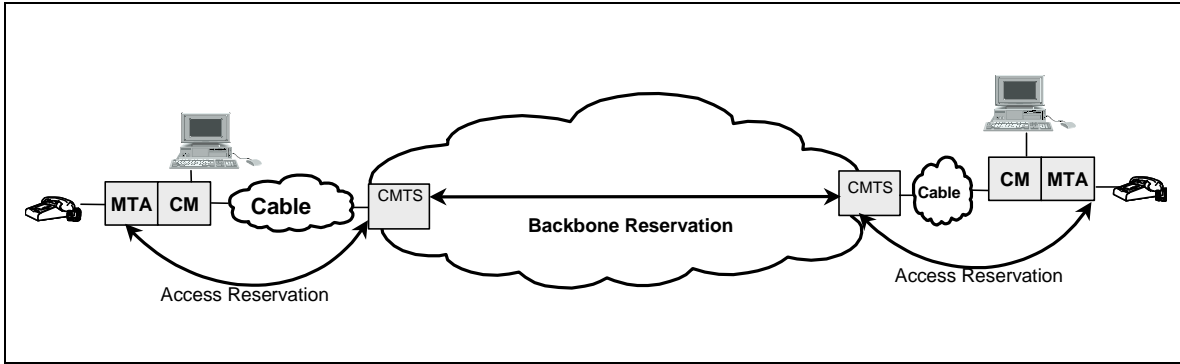 MTA CM
Cable
CMTS
Backbone Reservation
CMTS
Cable
CM MTA
Access Reservation
Access Reservation